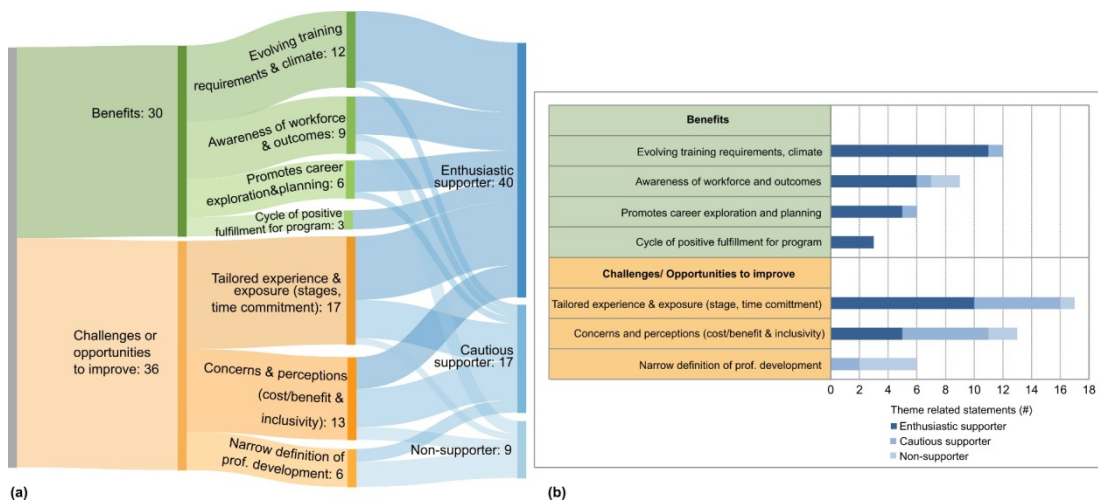 Evolving training
requirements & climate: 12
Benefits: 30
Awareness of workforce
& outcomes: 9
Promotes career
exploration&planning: 6
Cycle of positive
fulfillment for program: 3
Enthusiastic
supporter: 40
Tailored experience &
exposure (stages,
time commitment): 17
Challenges or
opportunities
to improve: 36
Concerns & perceptions
(cost/benefit &
inclusivity): 13
Cautious
supporter: 17
Narrow definition of
prof. development: 6
Non-supporter: 9
(a)
Benefits
Evolving training requirements, climate
Awareness of workforce and outcomes
Promotes career exploration and planning
Cycle of positive fulfillment for program
Challenges/ Opportunities to improve
Tailored experience & exposure (stage, time comittment)
Concerns and perceptions (cost/benefit & inclusivity)
Narrow definition of prof. development
0 2 4 6 8 10 12 14 16 18
Theme related statements (#)
Enthusiastic supporter
Cautious supporter
Non-supporter
(b)